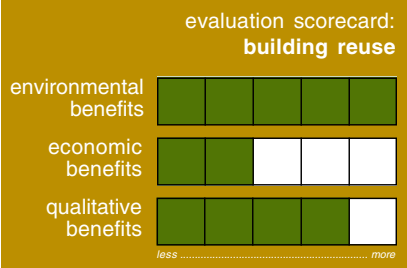 evaluation scorecard:
building reuse
environmental
benefits
economic
benefits
qualitative
benefits
less ........................................................................ more